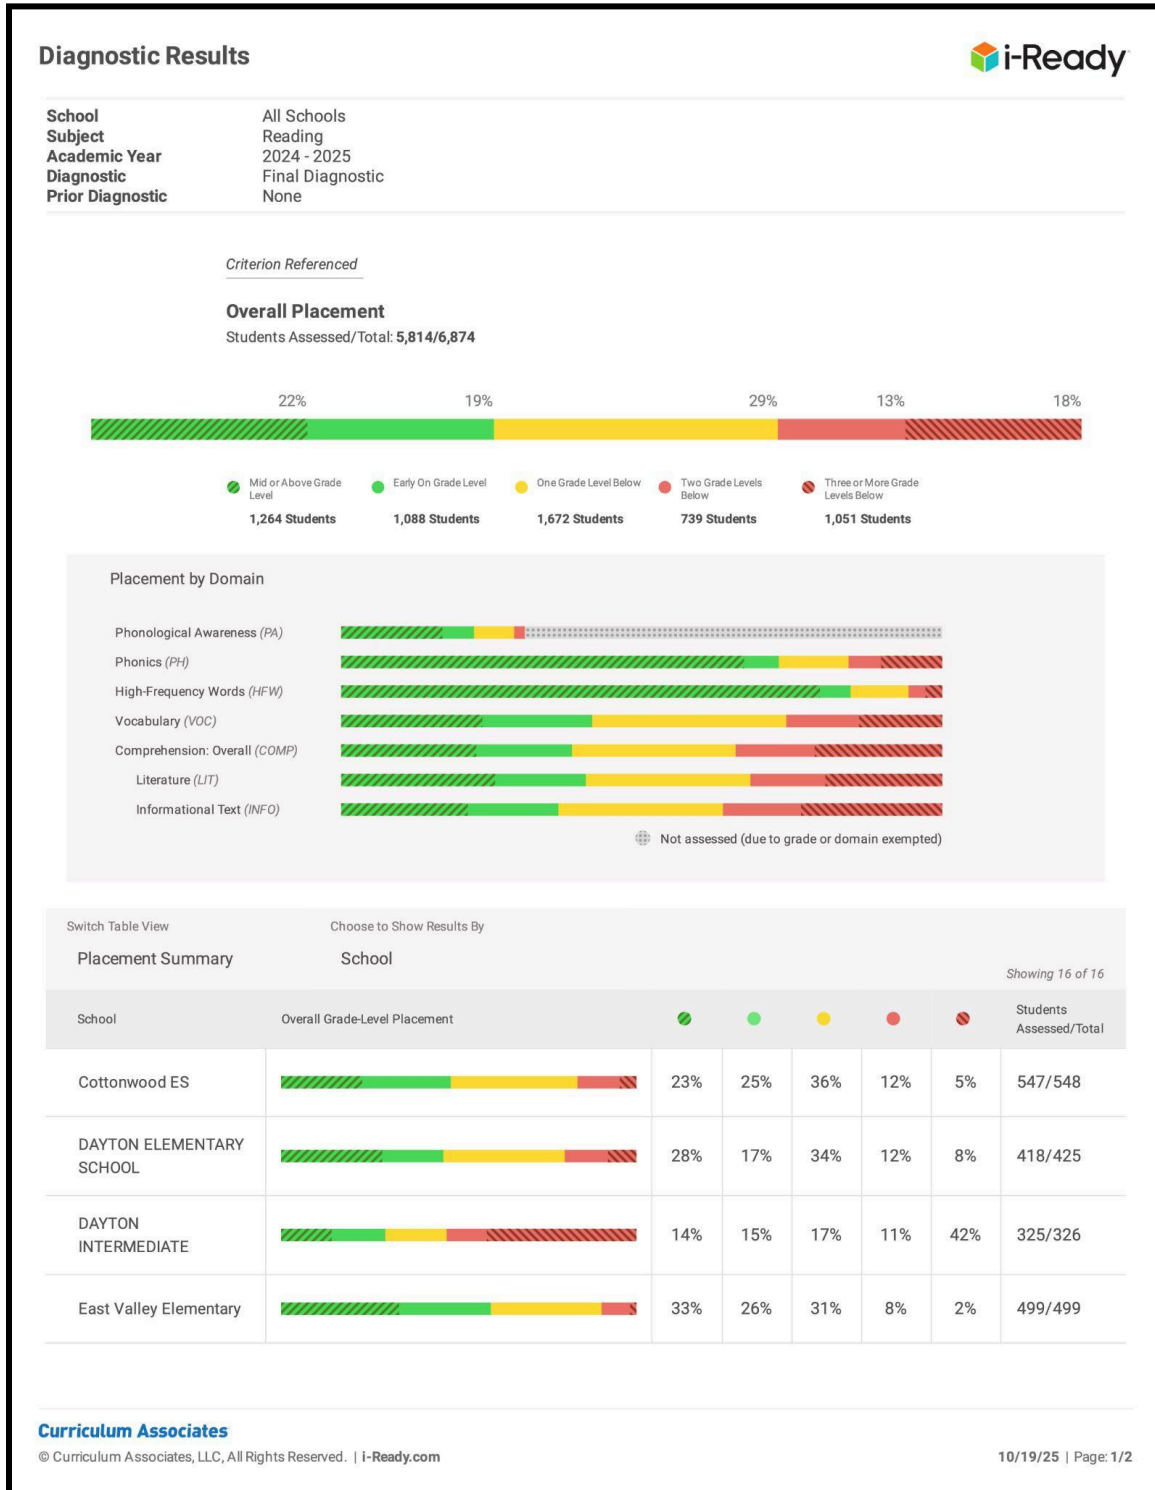 Diagnostic Results
i-Ready
School All Schools
Subject Reading
Academic Year 2024 - 2025
Diagnostic Final Diagnostic
Prior Diagnostic None
Criterion Referenced
Overall Placement
Students Assessed/Total: 5,814/6,874
22% 19% 29% 13% 18%
Mid or Above Grade Level Early On Grade Level One Grade Level Below Two Grade Levels Below Three or More Grade Levels Below
1,264 Students 1,088 Students 1,672 Students 739 Students 1,051 Students
Placement by Domain
Phonological Awareness (PA)
Phonics (PH)
High-Frequency Words (HFW)
Vocabulary (VOC)
Comprehension: Overall (COMP)
Literature (LIT)
Informational Text (INFO)
Not assessed (due to grade or domain exempted)
Switch Table View Choose to Show Results By
Placement Summary School
Showing 16 of 16
School Overall Grade-Level Placement Students Assessed/Total
Cottonwood ES 23% 25% 36% 12% 5% 547/548
DAYTON ELEMENTARY SCHOOL 28% 17% 34% 12% 8% 418/425
DAYTON INTERMEDIATE 14% 15% 17% 11% 42% 325/326
East Valley Elementary 33% 26% 31% 8% 2% 499/499
Curriculum Associates
© Curriculum Associates, LLC, All Rights Reserved. | i-Ready.com 10/19/25 | Page: 1/2